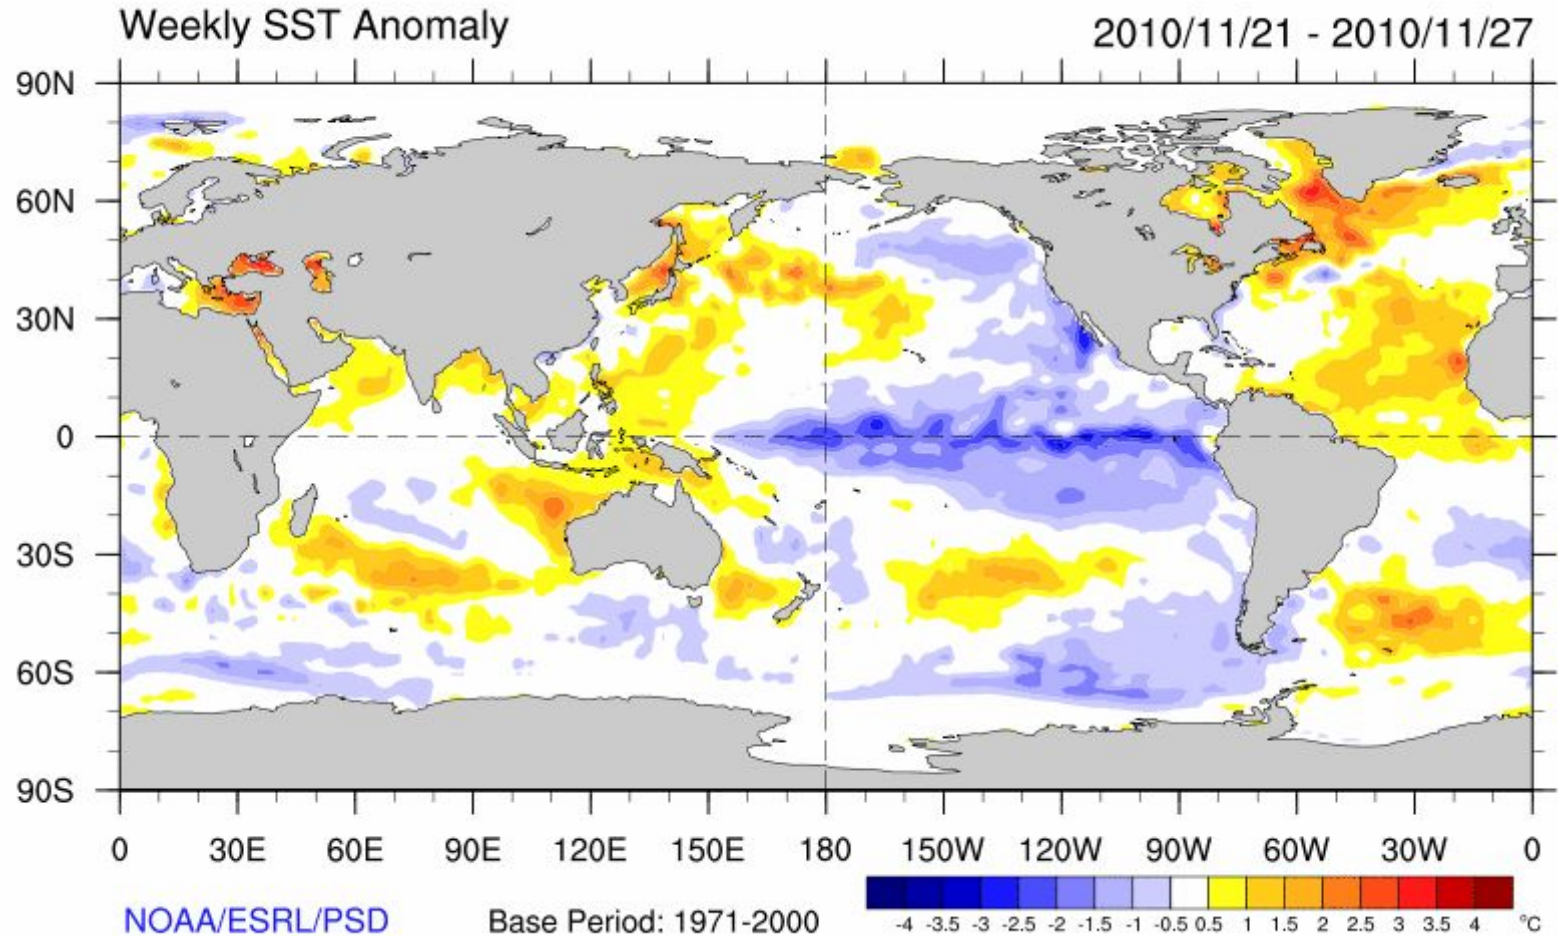 Weekly SST Anomaly 2010/11/21 - 2010/11/27
90N
60N
30N
0
30S
60S
90S
0 30E 60E 90E 120E 150E 180 150W 120W 90W 60W 30W 0
-4 -3.5 -3 -2.5 -2 -1.5 -1 -0.5 0.5 1 1.5 2 2.5 3 3.5 4 °C
NOAA/ESRL/PSD Base Period: 1971-2000